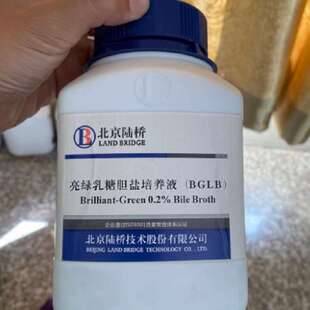 北京陆桥
LAND BRIDGE
亮绿乳糖胆盐培养液（BGLB）
Brilliant-Green 0.2% Bile Broth
北京陆桥技术股份有限公司
BEIJING LAND BRIDGE TECHNOLOGY CO., LTD.